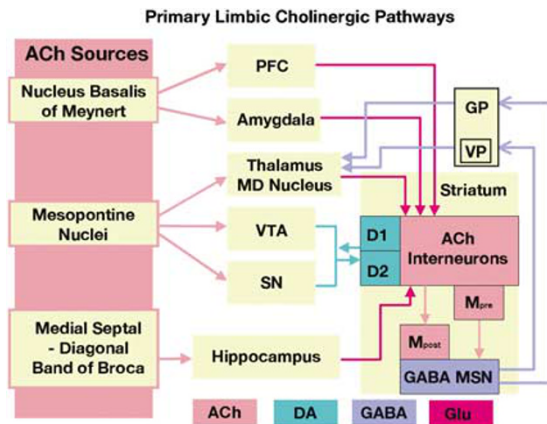 Primary Limbic Cholinergic Pathways
ACh Sources
Nucleus Basalis
of Meynert
Mesopontine
Nuclei
Medial Septal
- Diagonal
Band of Broca
PFC
Amygdala
Thalamus
MD Nucleus
VTA
SN
Hippocampus
GP
VP
Striatum
D1
D2
ACh
Interneurons
Mpre
Mpost
GABA MSN
ACh
DA
GABA
Glu